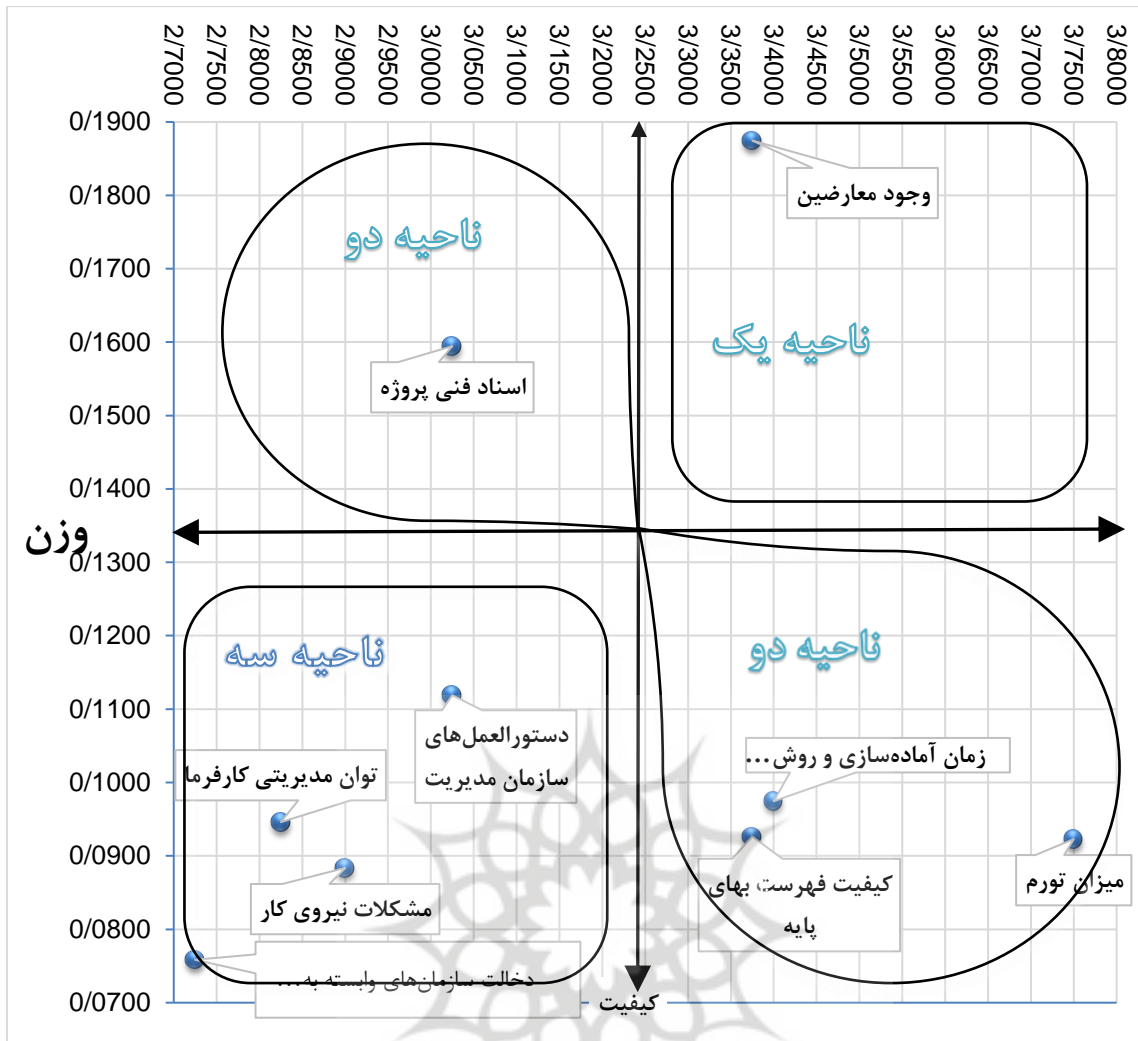 2/7000
2/7500
2/8000
2/8500
2/9000
2/9500
3/0000
3/0500
3/1000
3/1500
3/2000
3/2500
3/3000
3/3500
3/4000
3/4500
3/5000
3/5500
3/6000
3/6500
3/7000
3/7500
3/8000
0/1900
0/1800
0/1700
0/1600
0/1500
0/1400
0/1300
0/1200
0/1100
0/1000
0/0900
0/0800
0/0700
وجود معارضین
ناحیه دو
ناحیه یک
اسناد فنی پروژه
وزن
ناحیه دو
ناحیه سه
دستورالعمل‌های
سازمان مدیریت
زمان آماده‌سازی و روش...
توان مدیریتی کارفرما
کیفیت فهرست بهای
پایه
میزان تورم
مشکلات نیروی کار
دخالت سازمان‌های وابسته به...
کیفیت